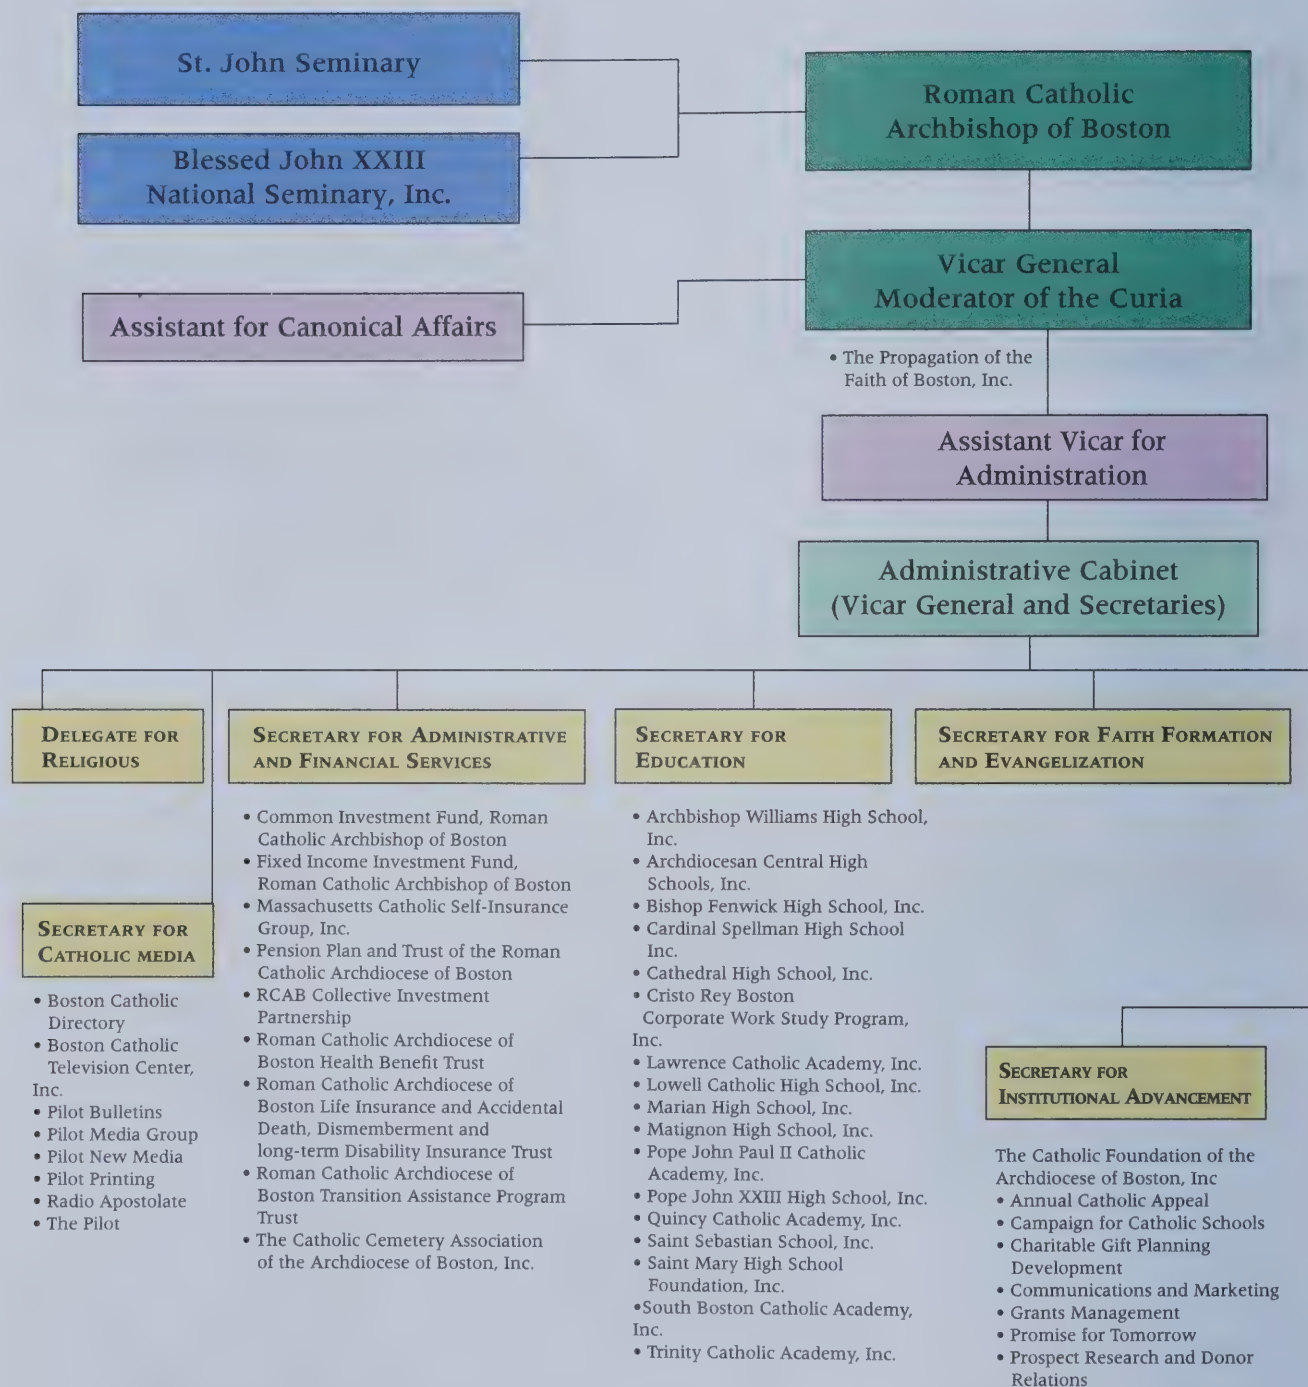 St. John Seminary
Blessed John XXIII
National Seminary, Inc.
Roman Catholic
Archbishop of Boston
Vicar General
Moderator of the Curia
Assistant for Canonical Affairs
• The Propagation of the
Faith of Boston, Inc.
Assistant Vicar for
Administration
Administrative Cabinet
(Vicar General and Secretaries)
DELEGATE FOR
RELIGIOUS
SECRETARY FOR
CATHOLIC MEDIA
• Boston Catholic
Directory
• Boston Catholic
Television Center,
Inc.
• Pilot Bulletins
• Pilot Media Group
• Pilot New Media
• Pilot Printing
• Radio Apostolate
• The Pilot
SECRETARY FOR ADMINISTRATIVE
AND FINANCIAL SERVICES
• Common Investment Fund, Roman
Catholic Archbishop of Boston
• Fixed Income Investment Fund,
Roman Catholic Archbishop of Boston
• Massachusetts Catholic Self-Insurance
Group, Inc.
• Pension Plan and Trust of the Roman
Catholic Archdiocese of Boston
• RCAB Collective Investment
Partnership
• Roman Catholic Archdiocese of
Boston Health Benefit Trust
• Roman Catholic Archdiocese of
Boston Life Insurance and Accidental
Death, Dismemberment and
long-term Disability Insurance Trust
• Roman Catholic Archdiocese of
Boston Transition Assistance Program
Trust
• The Catholic Cemetery Association
of the Archdiocese of Boston, Inc.
SECRETARY FOR
EDUCATION
• Archbishop Williams High School,
Inc.
• Archdiocesan Central High
Schools, Inc.
• Bishop Fenwick High School, Inc.
• Cardinal Spellman High School
Inc.
• Cathedral High School, Inc.
• Cristo Rey Boston
Corporate Work Study Program,
Inc.
• Lawrence Catholic Academy, Inc.
• Lowell Catholic High School, Inc.
• Marian High School, Inc.
• Matignon High School, Inc.
• Pope John Paul II Catholic
Academy, Inc.
• Pope John XXIII High School, Inc.
• Quincy Catholic Academy, Inc.
• Saint Sebastian School, Inc.
• Saint Mary High School
Foundation, Inc.
•South Boston Catholic Academy,
Inc.
• Trinity Catholic Academy, Inc.
SECRETARY FOR FAITH FORMATION
AND EVANGELIZATION
SECRETARY FOR
INSTITUTIONAL ADVANCEMENT
The Catholic Foundation of the
Archdiocese of Boston, Inc
• Annual Catholic Appeal
• Campaign for Catholic Schools
• Charitable Gift Planning
Development
• Communications and Marketing
• Grants Management
• Promise for Tomorrow
• Prospect Research and Donor
Relations